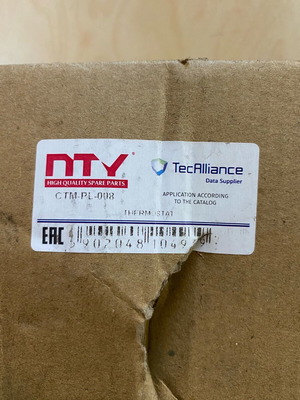 NTY
HIGH QUALITY SPARE PARTS
CTM-PL-008
TecAlliance
Data Supplier
APPLICATION ACCORDING
TO THE CATALOG
THERMOSTAT
EAC